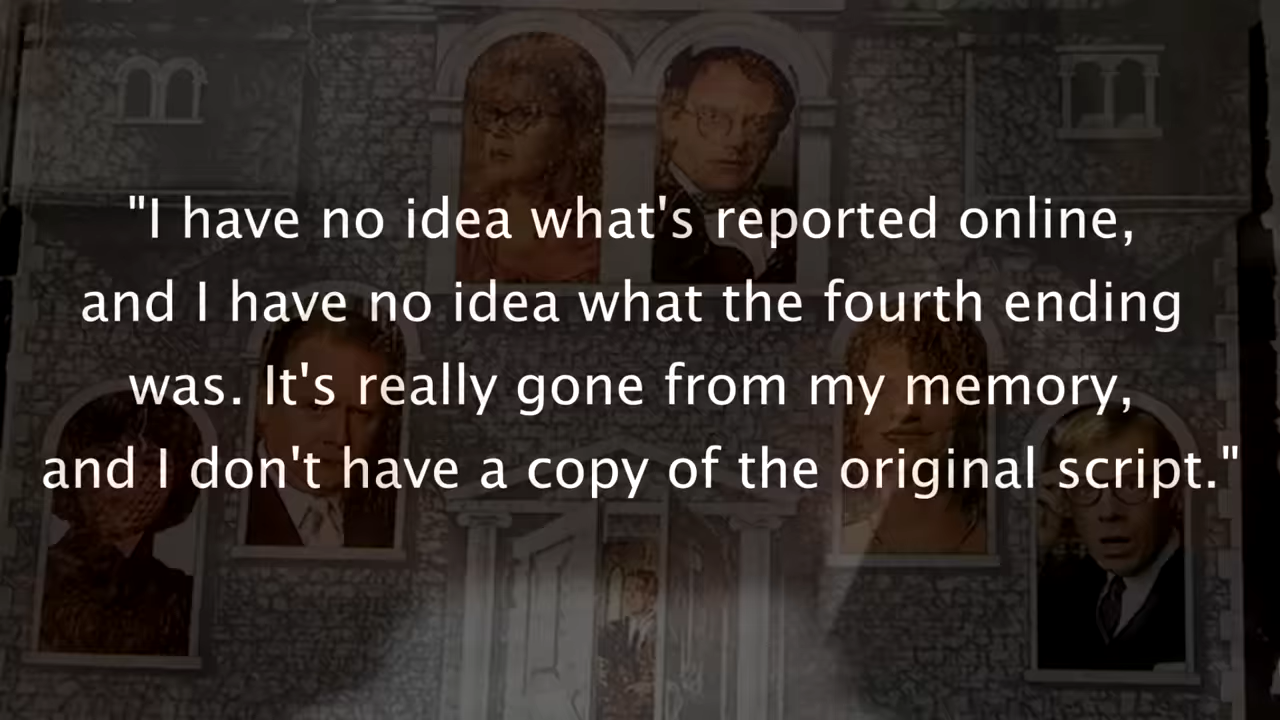 "I have no idea what's reported online,
and I have no idea what the fourth ending
was. It's really gone from my memory,
and I don't have a copy of the original script."